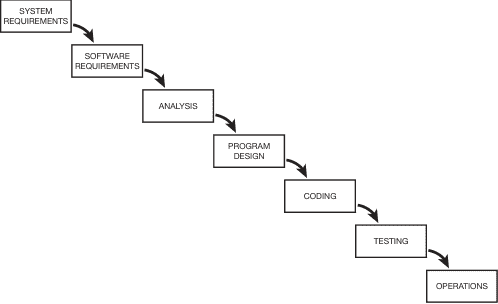 SYSTEM
REQUIREMENTS
SOFTWARE
REQUIREMENTS
ANALYSIS
PROGRAM
DESIGN
CODING
TESTING
OPERATIONS